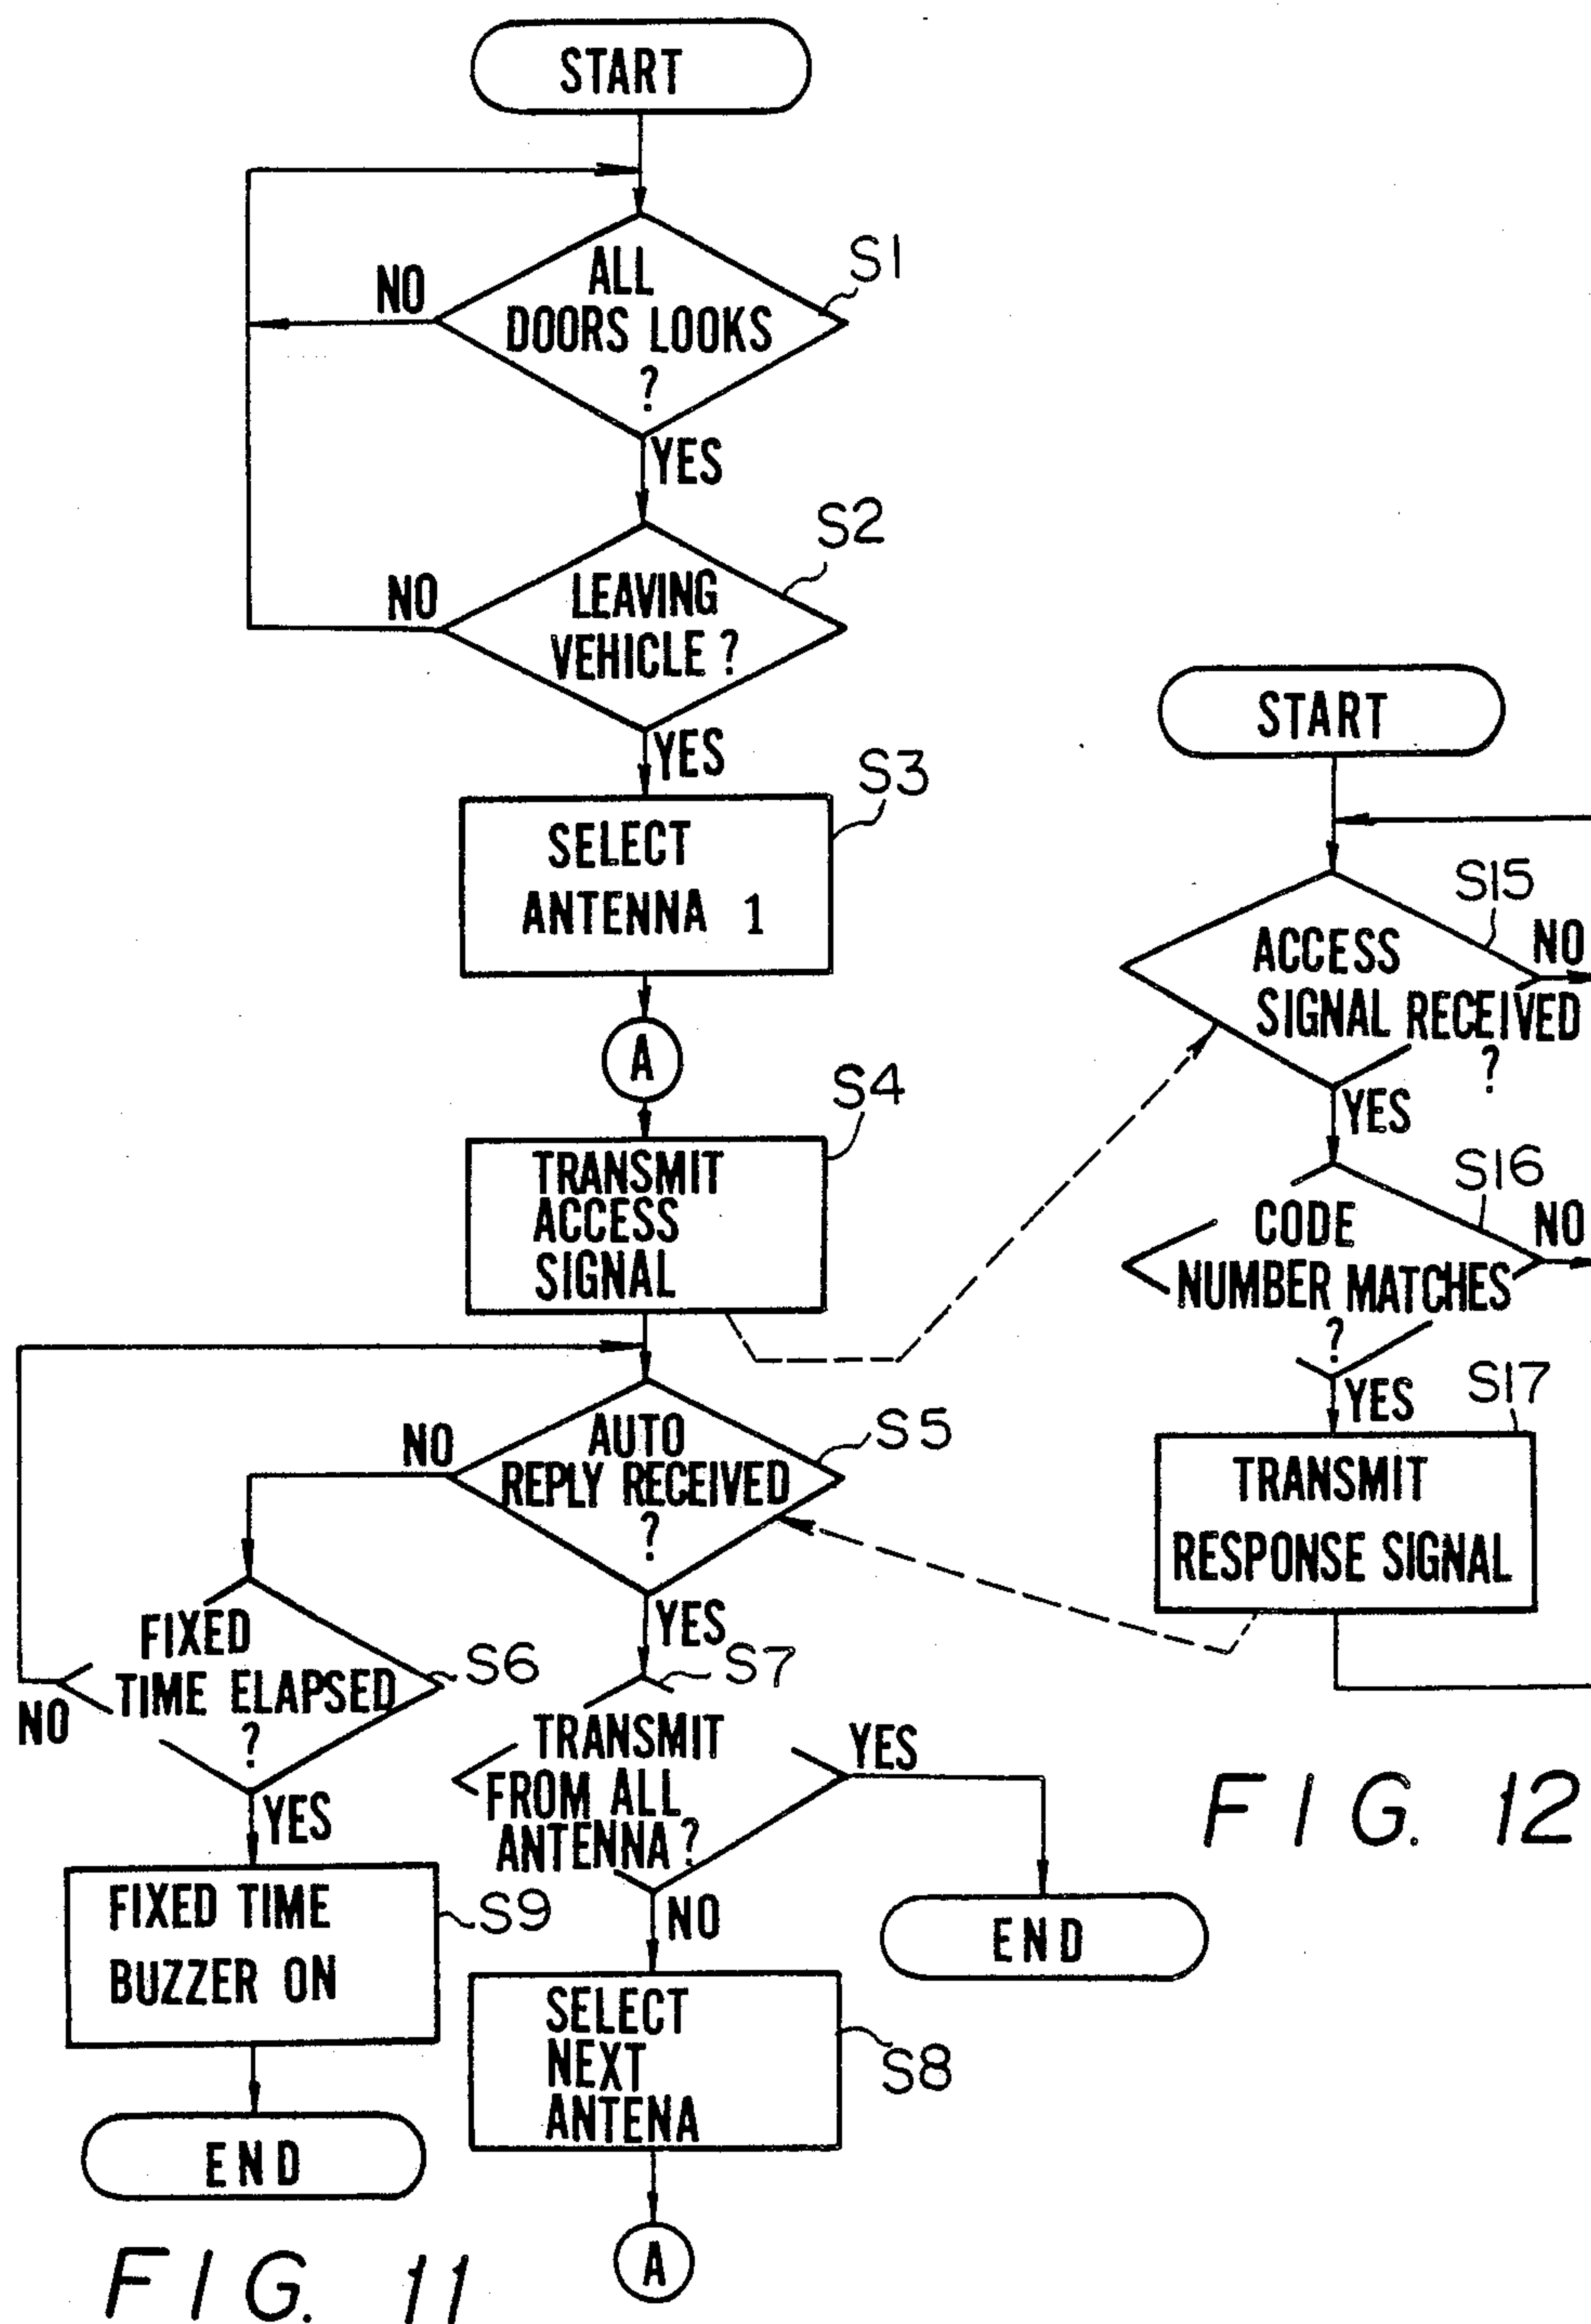 START
S1
NO
ALL
DOORS LOOKS
?
YES
S2
NO
LEAVING
VEHICLE ?
YES
S3
SELECT
ANTENNA 1
A
S4
TRANSMIT
ACCESS
SIGNAL
NO
AUTO
REPLY RECEIVED
?
S5
YES
FIXED
TIME ELAPSED
?
S6
NO
YES
S7
TRANSMIT
FROM ALL
ANTENNA ?
YES
NO
END
FIXED TIME
BUZZER ON
S9
END
SELECT
NEXT
ANTENA
S8
A
FIG. 11
START
S15
ACCESS
SIGNAL RECEIVED
?
NO
YES
S16
CODE
NUMBER MATCHES
?
NO
YES
S17
TRANSMIT
RESPONSE SIGNAL
FIG. 12